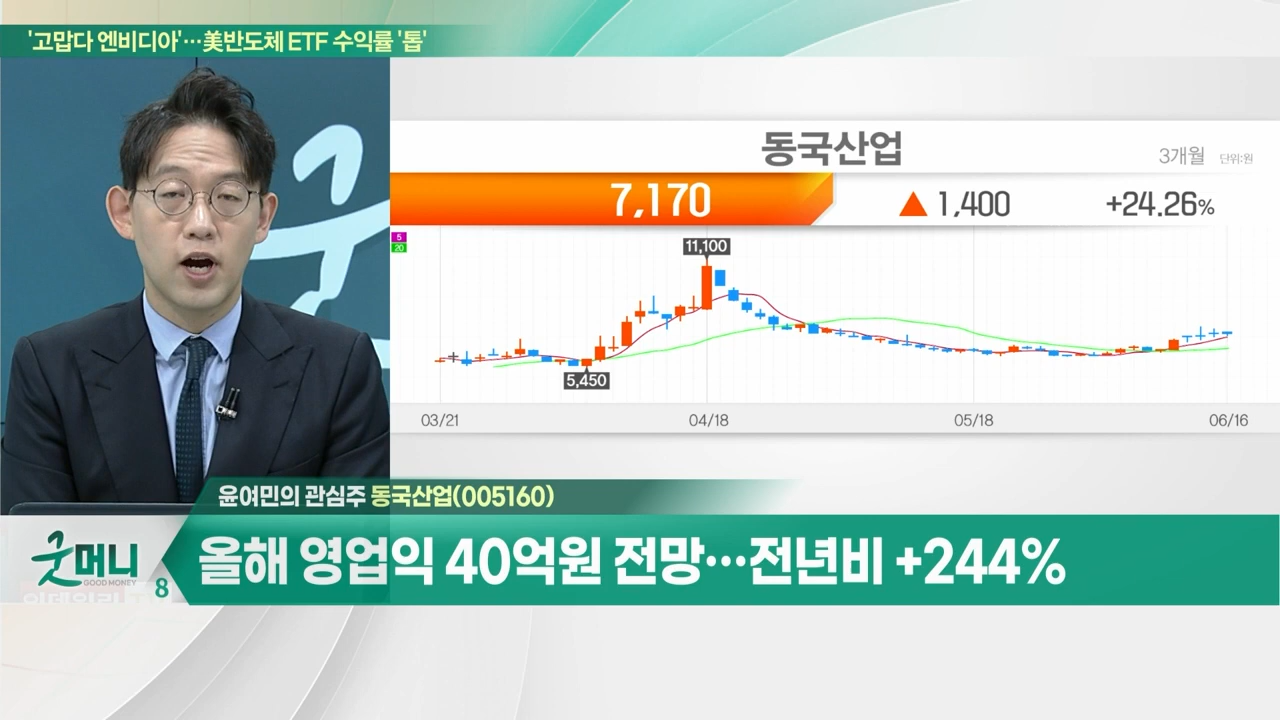 '고맙다 엔비디아'…美반도체 ETF 수익률 '톱'
동국산업
3개월 단위:원
7,170 ▲ 1,400 +24.26%
5
20
11,100
5,450
03/21 04/18 05/18 06/16
윤여민의 관심주 동국산업(005160)
올해 영업익 40억원 전망…전년비 +244%
굿머니
GOOD MONEY
8